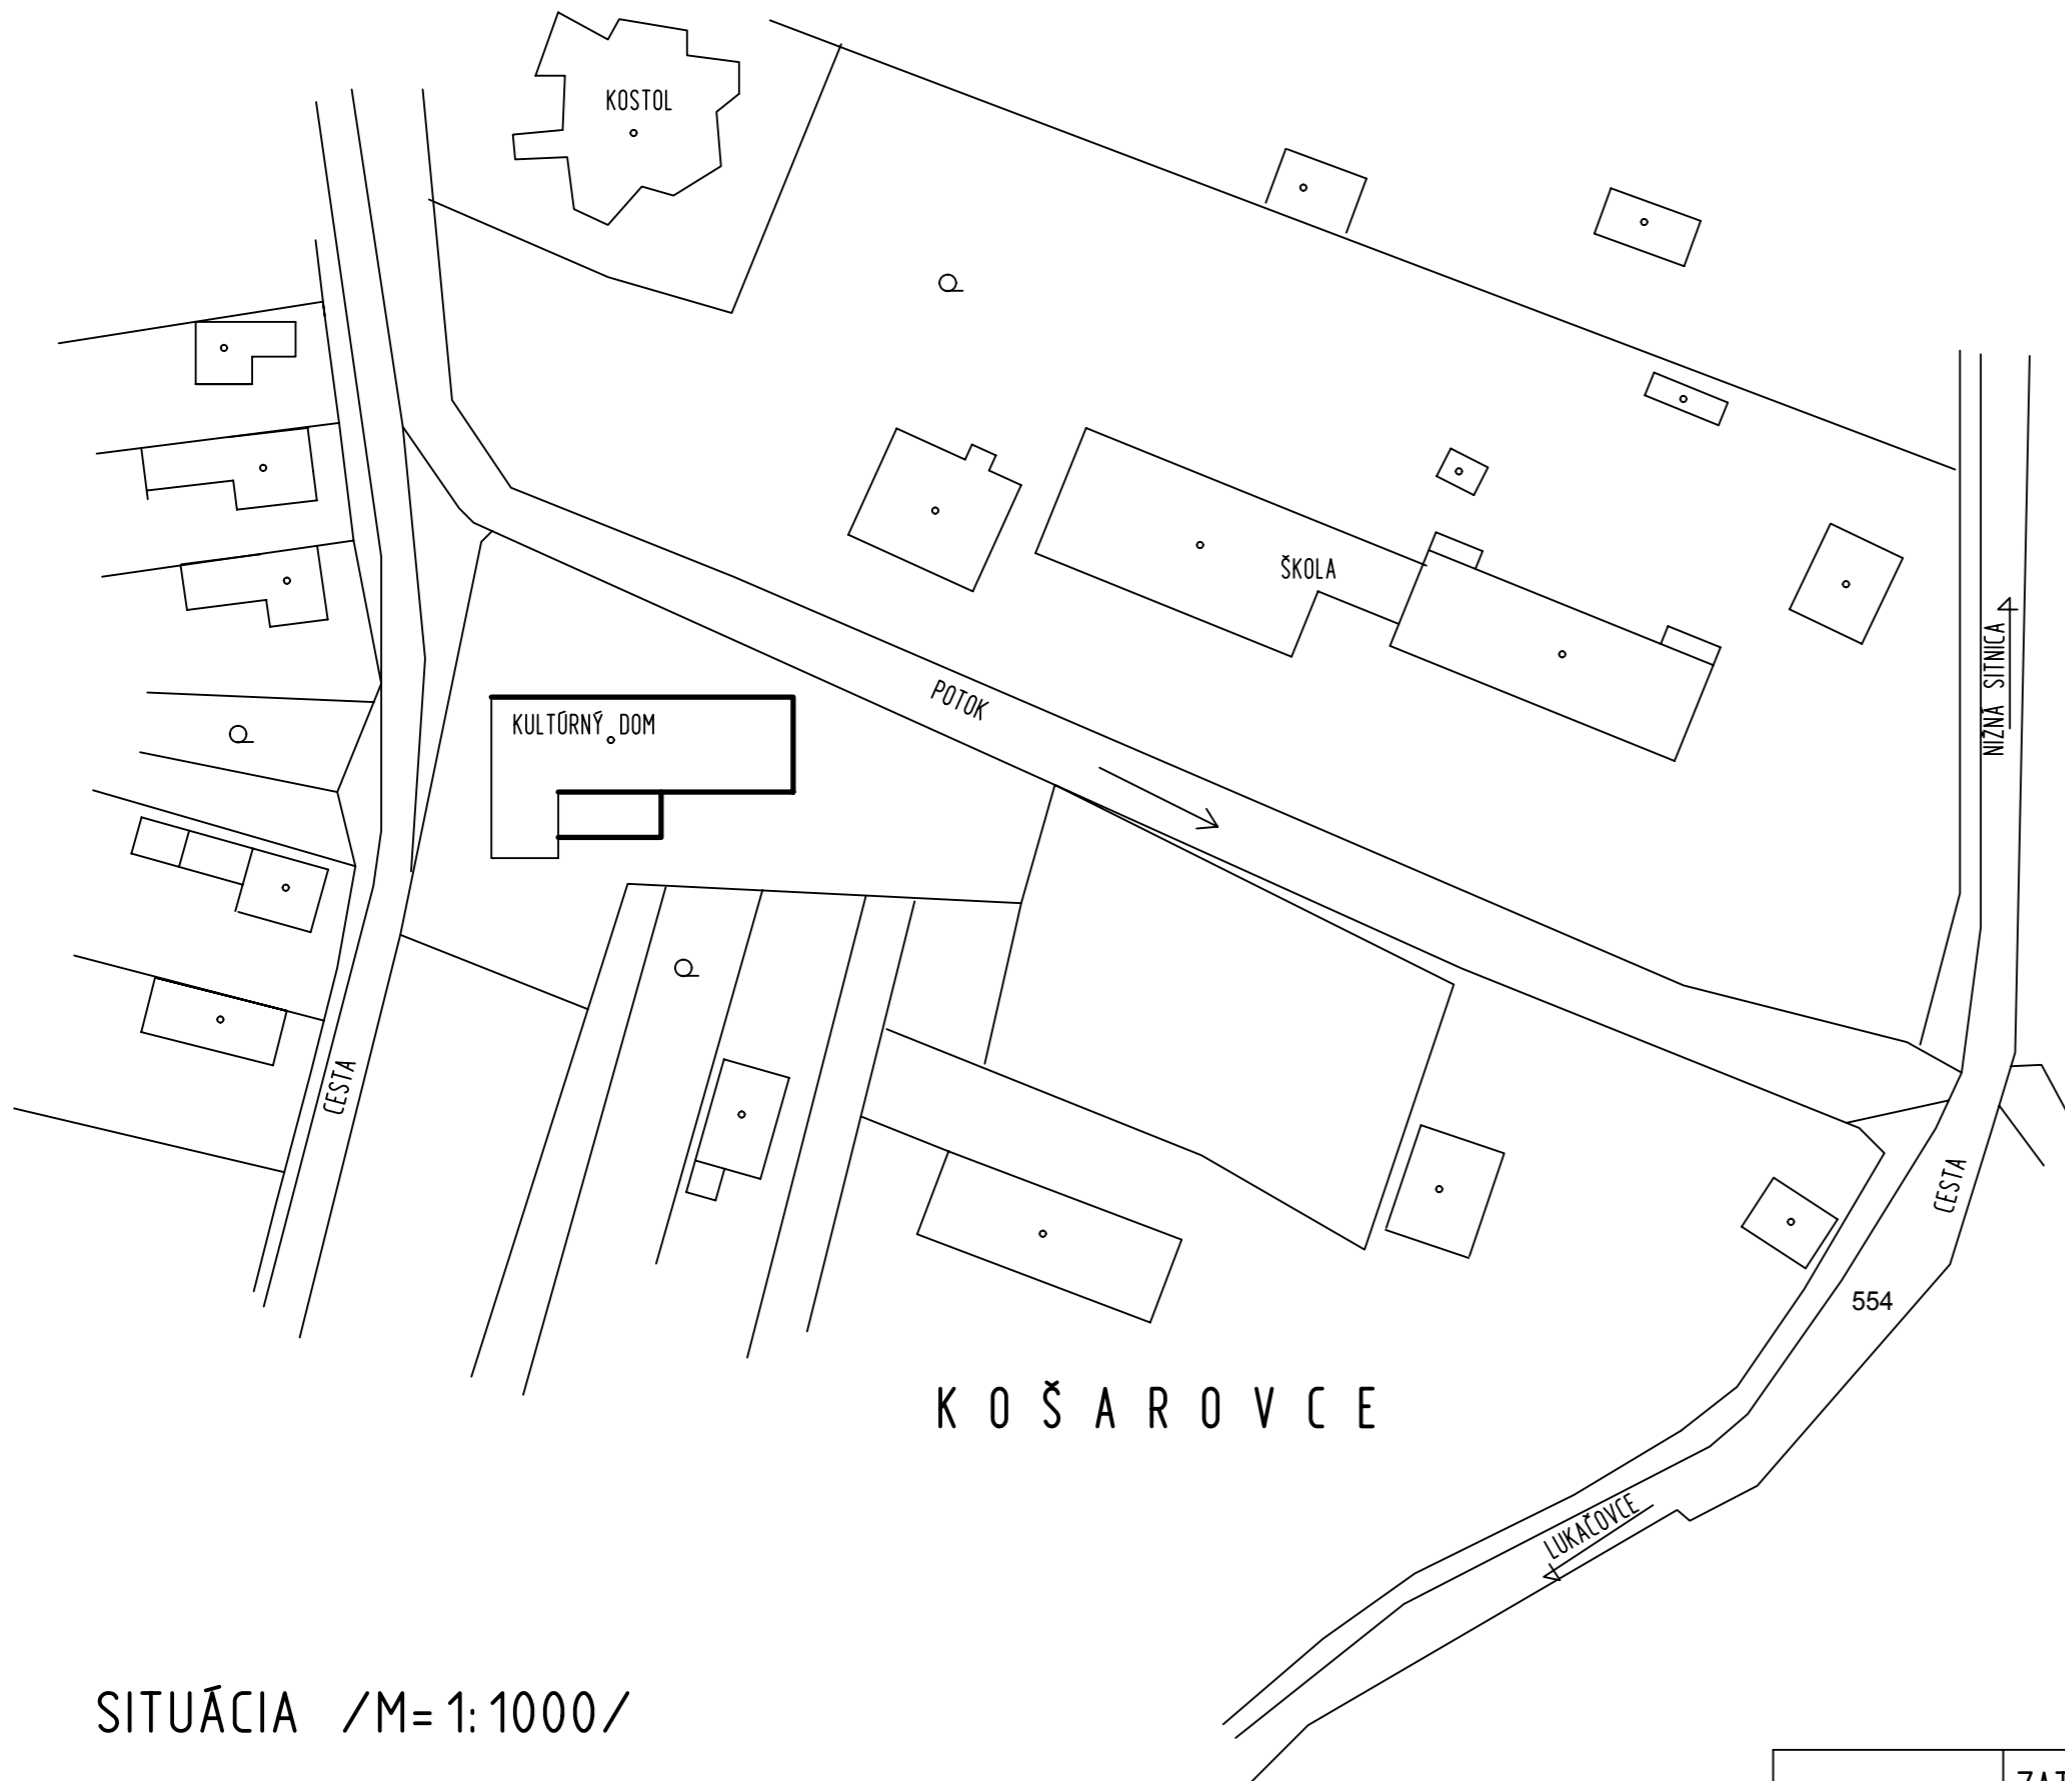 KOSTOL
ŠKOLA
NIŽNÁ SITNICA
POTOK
KULTÚRNY DOM
CESTA
CESTA
554
KOŠAROVCE
LUKAČOVCE
SITUÁCIA /M= 1:1000/